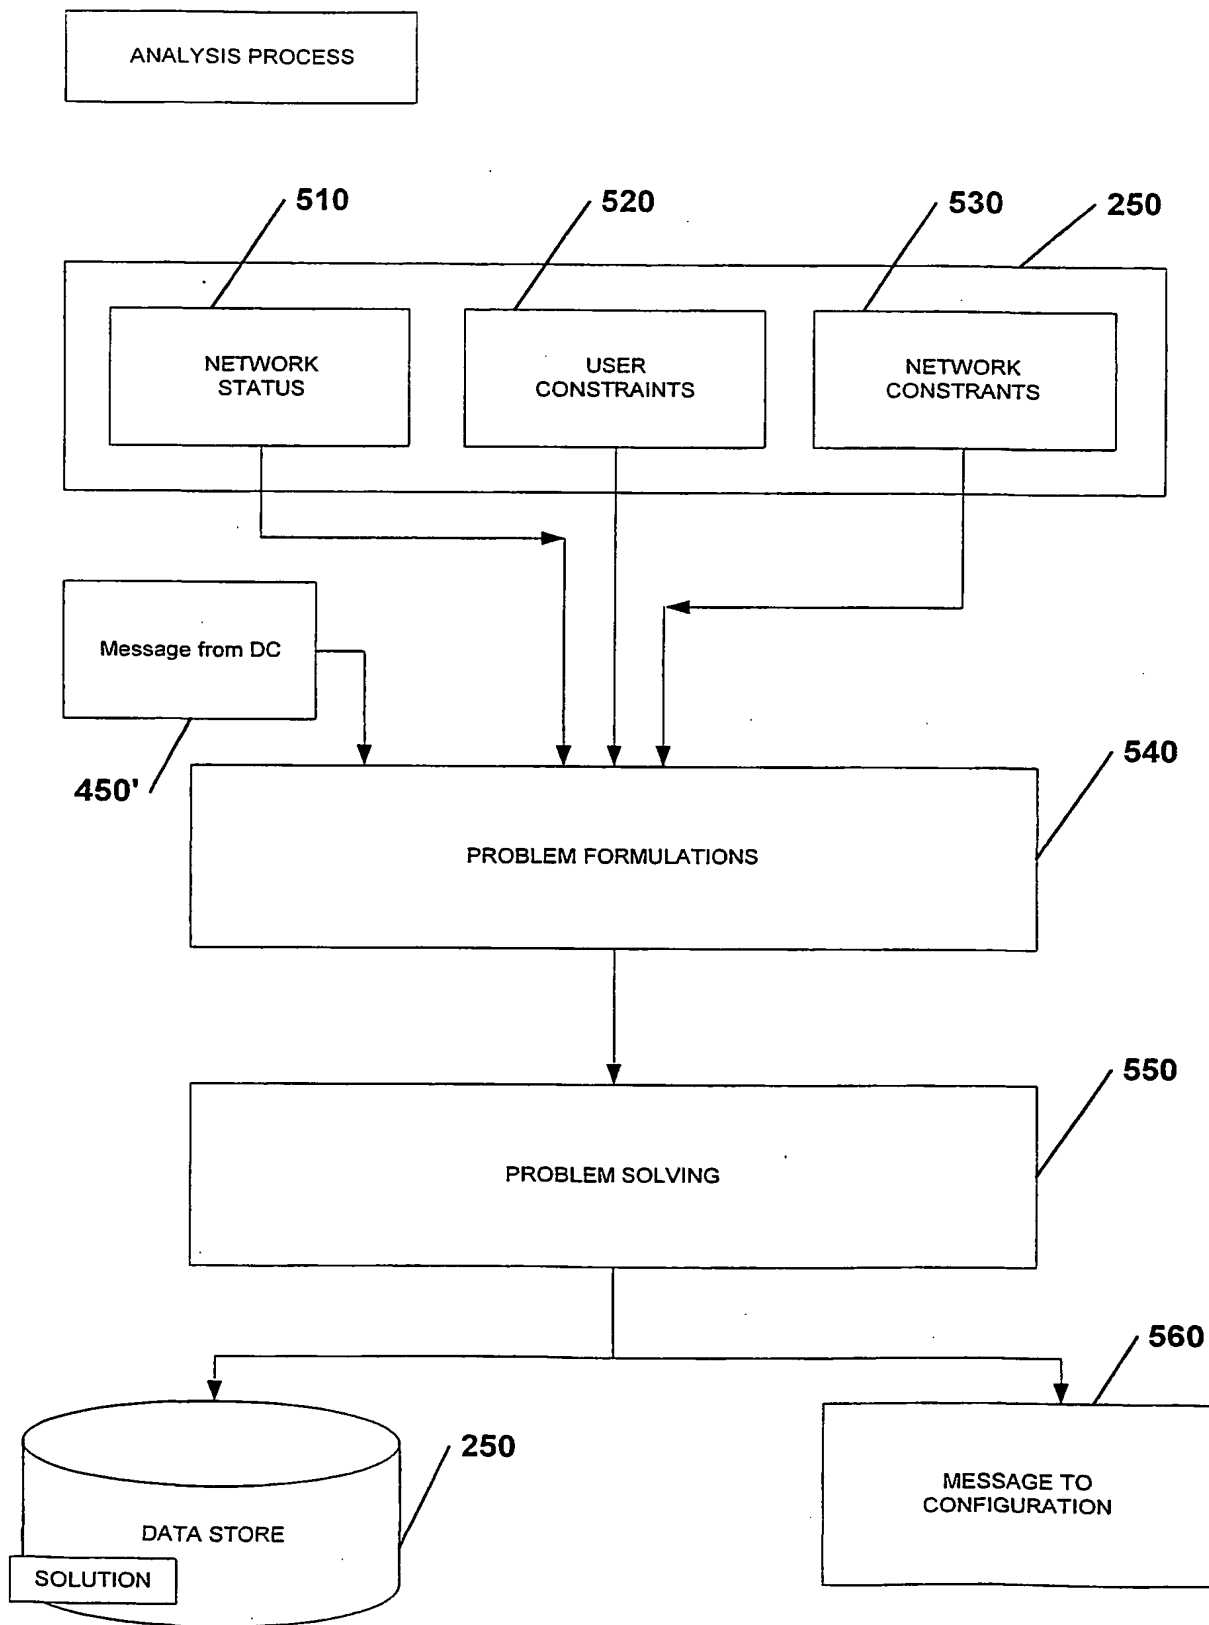 ANALYSIS PROCESS
510
520
530
250
NETWORK
STATUS
USER
CONSTRAINTS
NETWORK
CONSTRANTS
Message from DC
450'
540
PROBLEM FORMULATIONS
550
PROBLEM SOLVING
560
250
DATA STORE
SOLUTION
MESSAGE TO
CONFIGURATION